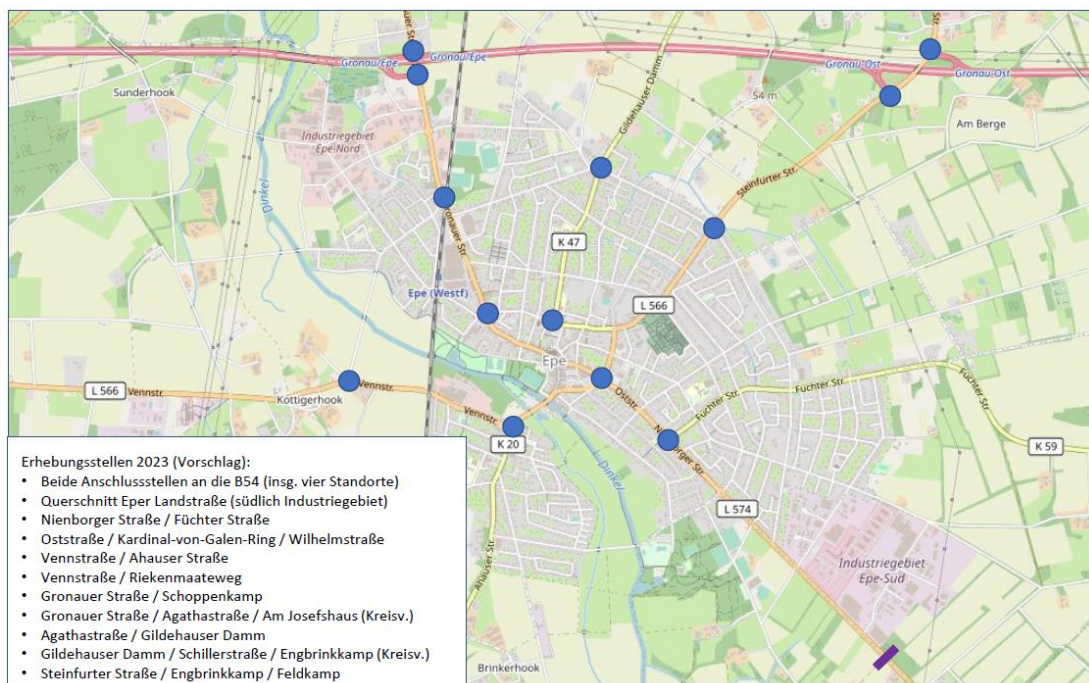 Gronauer Str.
Gronau/Epe
Gronau/Epe
Gildehauser Damm
Gronau-Ost
Gronau-Ost
54 m
Sunderhook
Am Berge
Industriegebiet
Epe-Nord
Dinkel
Steinfurter Str.
K 47
Gronauer Str.
Epe (Westf)
L 566
Epe
L 566
Vennstr.
Vennstr.
Kottigerhook
Vennstr.
Oststr.
Füchter Str.
Füchter Str.
Füchter Str.
K 20
Nienborger Str.
K 59
Dinkel
L 574
Ahauser Str.
Industriegebiet
Epe-Süd
Brinkerhook
Erhebungsstellen 2023 (Vorschlag):
• Beide Anschlussstellen an die B54 (insg. vier Standorte)
• Querschnitt Eper Landstraße (südlich Industriegebiet)
• Nienborger Straße / Füchter Straße
• Oststraße / Kardinal-von-Galen-Ring / Wilhelmstraße
• Vennstraße / Ahauser Straße
• Vennstraße / Riekenmaateweg
• Gronauer Straße / Schoppenkamp
• Gronauer Straße / Agathastraße / Am Josefshaus (Kreisv.)
• Agathastraße / Gildehauser Damm
• Gildehauser Damm / Schillerstraße / Engbrinkkamp (Kreisv.)
• Steinfurter Straße / Engbrinkkamp / Feldkamp